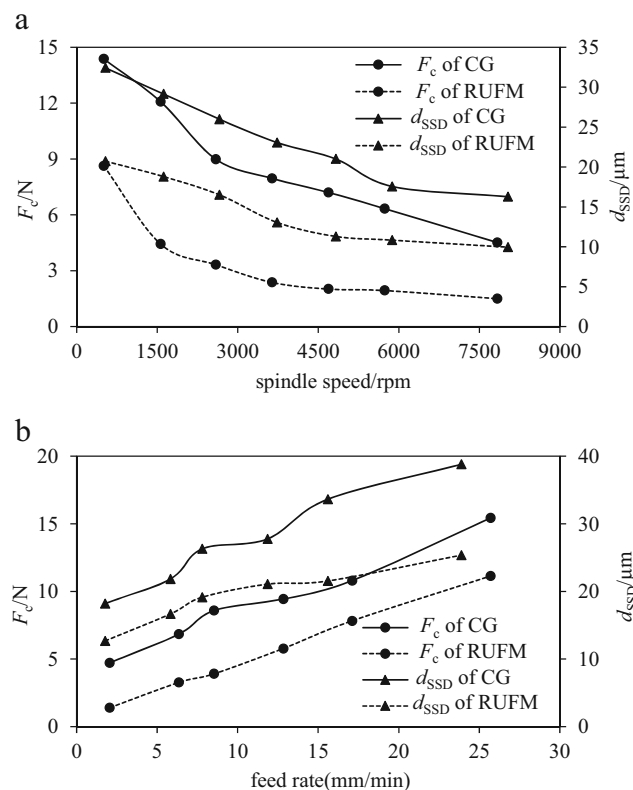 a
15
12
9
6
3
0
F_c/N
35
30
25
20
15
10
5
0
d_SSD/μm
F_c of CG
F_c of RUFM
d_SSD of CG
d_SSD of RUFM
0 1500 3000 4500 6000 7500 9000
spindle speed/rpm
b
20
15
10
5
0
F_c/N
40
30
20
10
0
d_SSD/μm
F_c of CG
F_c of RUFM
d_SSD of CG
d_SSD of RUFM
0 5 10 15 20 25 30
feed rate(mm/min)